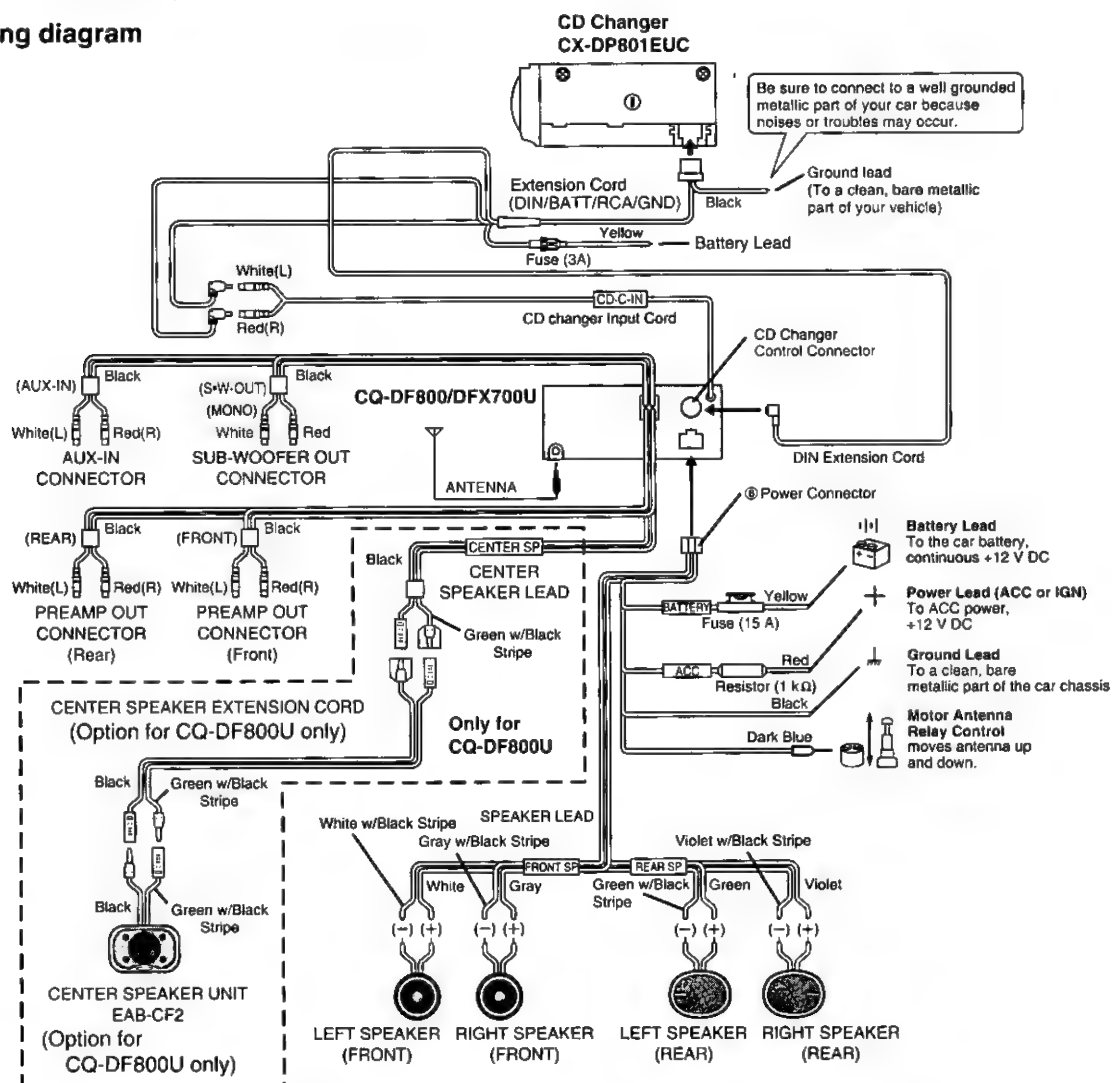 ng diagram
CD Changer
CX-DP801EUC
Be sure to connect to a well grounded
metallic part of your car because
noises or troubles may occur.
Ground lead
(To a clean, bare metallic
part of your vehicle)
Extension Cord
(DIN/BATT/RCA/GND)
Black
Yellow
Battery Lead
Fuse (3A)
White(L)
Red(R)
CD-C-IN
CD changer Input Cord
CD Changer
Control Connector
(AUX-IN)
Black
White(L)
Red(R)
AUX-IN
CONNECTOR
(S•W-OUT)
Black
(MONO)
White
Red
SUB-WOOFER OUT
CONNECTOR
CQ-DF800/DFX700U
ANTENNA
DIN Extension Cord
Ⓑ Power Connector
(REAR)
Black
White(L)
Red(R)
PREAMP OUT
CONNECTOR
(Rear)
(FRONT)
Black
White(L)
Red(R)
PREAMP OUT
CONNECTOR
(Front)
Black
CENTER SP
CENTER
SPEAKER LEAD
Green w/Black
Stripe
BATTERY
Yellow
Fuse (15 A)
Battery Lead
To the car battery,
continuous +12 V DC
ACC
Red
Resistor (1 kΩ)
Power Lead (ACC or IGN)
To ACC power,
+12 V DC
Black
Ground Lead
To a clean, bare
metallic part of the car chassis
Dark Blue
Motor Antenna
Relay Control
moves antenna up
and down.
CENTER SPEAKER EXTENSION CORD
(Option for CQ-DF800U only)
Only for
CQ-DF800U
Black
Green w/Black
Stripe
Black
Green w/Black
Stripe
CENTER SPEAKER UNIT
EAB-CF2
(Option for
CQ-DF800U only)
SPEAKER LEAD
White w/Black Stripe
Gray w/Black Stripe
FRONT SP
White
Gray
REAR SP
Violet w/Black Stripe
Green w/Black
Stripe
Green
Violet
(−) (+)
(−) (+)
(−) (+)
(−) (+)
LEFT SPEAKER
(FRONT)
RIGHT SPEAKER
(FRONT)
LEFT SPEAKER
(REAR)
RIGHT SPEAKER
(REAR)